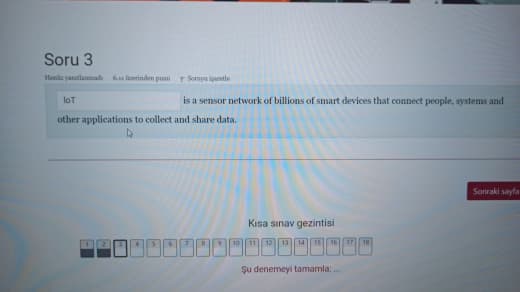 Soru 3
Henüz yanıtlanmadı 6,10 üzerinden puan Soruyu işaretle
IoT is a sensor network of billions of smart devices that connect people, systems and
other applications to collect and share data.
Sonraki sayfa
Kısa sınav gezintisi
1 2 3 4 5 6 7 8 9 10 11 12 13 14 15 16 17 18
Şu denemeyi tamamla: ...